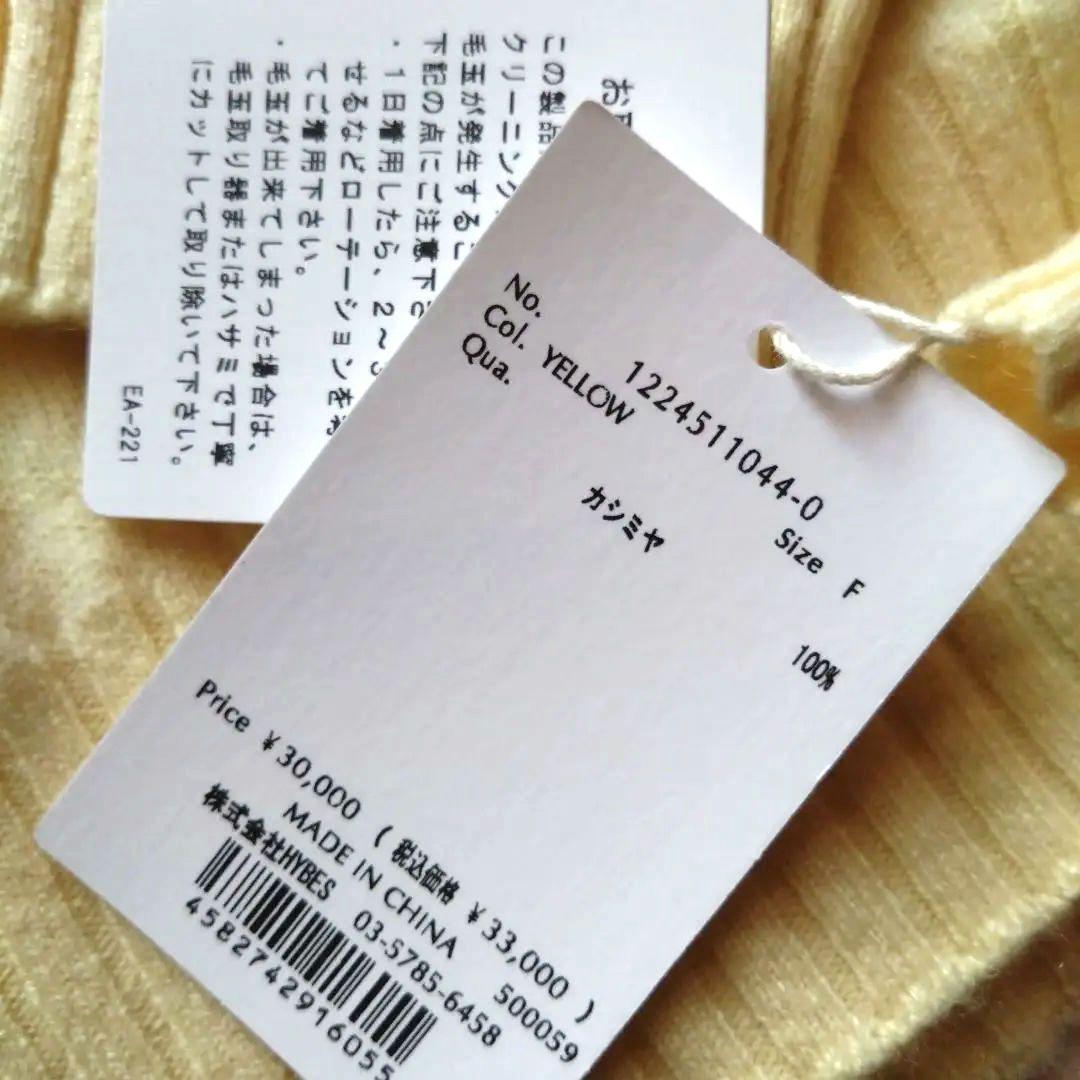 お
この製品
クリーニング
毛玉が発生するこ
下記の点にご注意下さ
・1日着用したら、2~3
せるなどローテーションを
てご着用下さい。
・毛玉が出来てしまった場合は、
毛玉取り器またはハサミで丁寧
にカットして取り除いて下さい。
EA-221
No. 1224511044-0
Col. YELLOW Size F
Qua.
カシミヤ 100%
Price ¥30,000 (税込価格 ¥33,000)
MADE IN CHINA 500059
株式会社HYBES 03-5785-6458
4582742916055